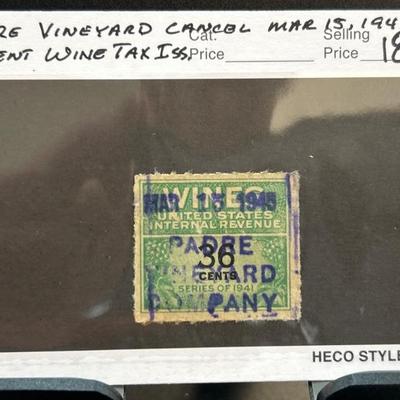 RE VINEYARD CANCEL MAR 15, 194
Cat. Selling
ENT WINE TAX ISS. Price Price 18
WINES
MAR 15 1945
UNITED STATES
INTERNAL REVENUE
PADRE
36
VINEYARD
CENTS
SERIES OF 1941
COMPANY
HECO STYLE